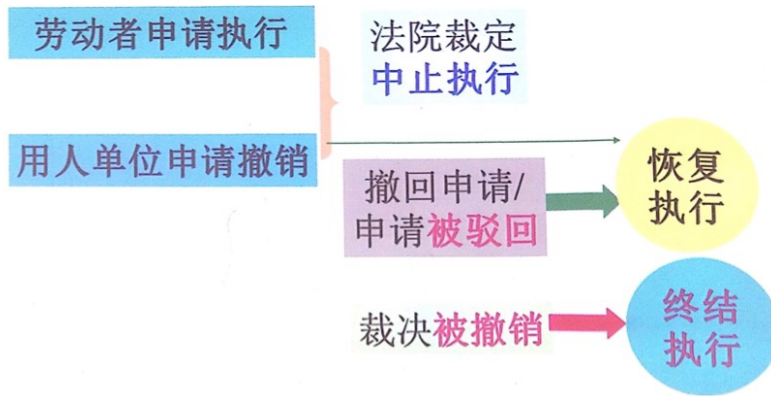 劳动者申请执行
法院裁定
中止执行
用人单位申请撤销
撤回申请/
申请被驳回
恢复
执行
裁决被撤销
终结
执行